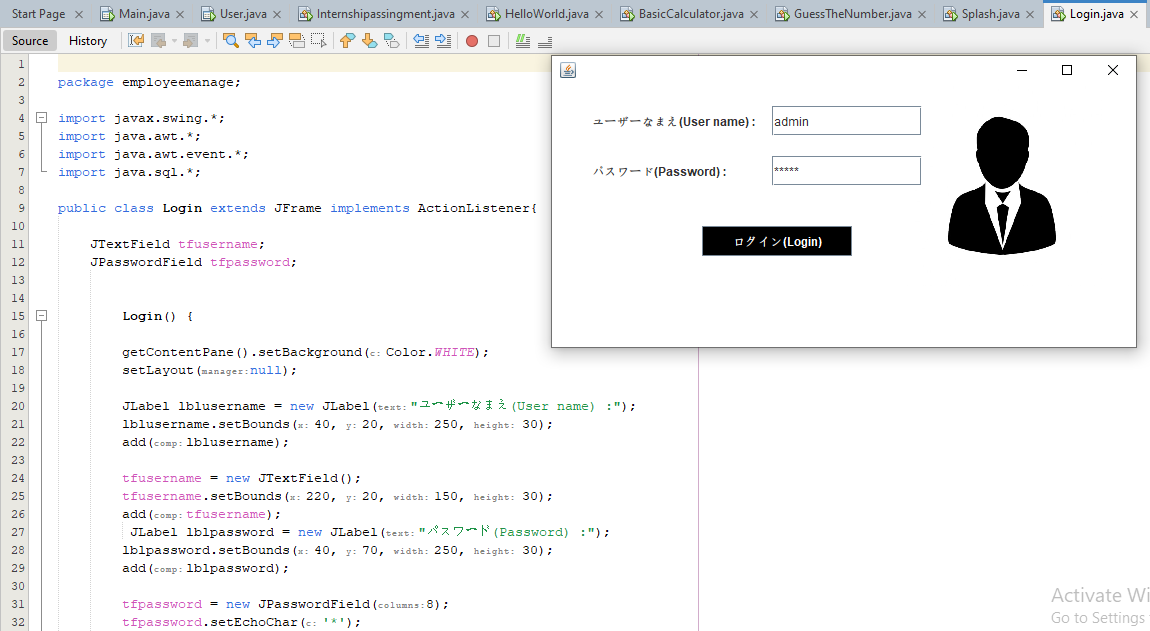 Start Page Main.java User.java Internshipassingment.java HelloWorld.java BasicCalculator.java GuessTheNumber.java Splash.java Login.java
Source History
1
2 package employeemanage;
3
4 import javax.swing.*;
5 import java.awt.*;
6 import java.awt.event.*;
7 import java.sql.*;
8
9 public class Login extends JFrame implements ActionListener{
10
11 JTextField tfusername;
12 JPasswordField tfpassword;
13
14
15 Login() {
16
17 getContentPane().setBackground(c: Color.WHITE);
18 setLayout(manager:null);
19
20 JLabel lblusername = new JLabel(text:"ユーザーなまえ(User name) :");
21 lblusername.setBounds(x: 40, y: 20, width: 250, height: 30);
22 add(comp:lblusername);
23
24 tfusername = new JTextField();
25 tfusername.setBounds(x: 220, y: 20, width: 150, height: 30);
26 add(comp:tfusername);
27 JLabel lblpassword = new JLabel(text:"パスワード(Password) :");
28 lblpassword.setBounds(x: 40, y: 70, width: 250, height: 30);
29 add(comp:lblpassword);
30
31 tfpassword = new JPasswordField(columns:8);
32 tfpassword.setEchoChar(c: '*');
ユーザーなまえ(User name) : admin
パスワード(Password) : *****
ログイン(Login)
Activate Wi
Go to Settings